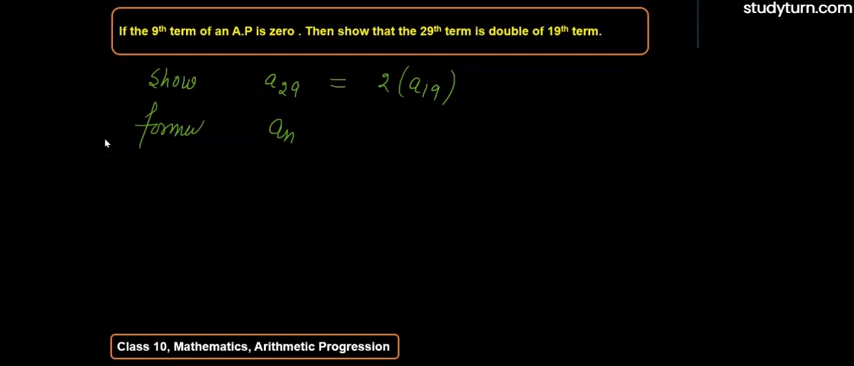 studyturn.com
If the 9th term of an A.P is zero . Then show that the 29th term is double of 19th term.
Show a29 = 2(a19)
an
Class 10, Mathematics, Arithmetic Progression